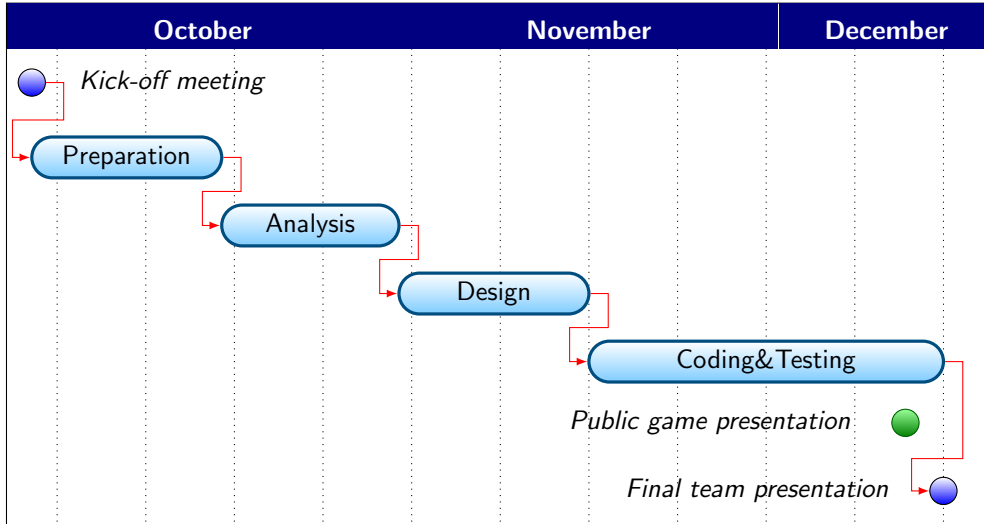 October November December
Kick-off meeting
Preparation
Analysis
Design
Coding&Testing
Public game presentation
Final team presentation